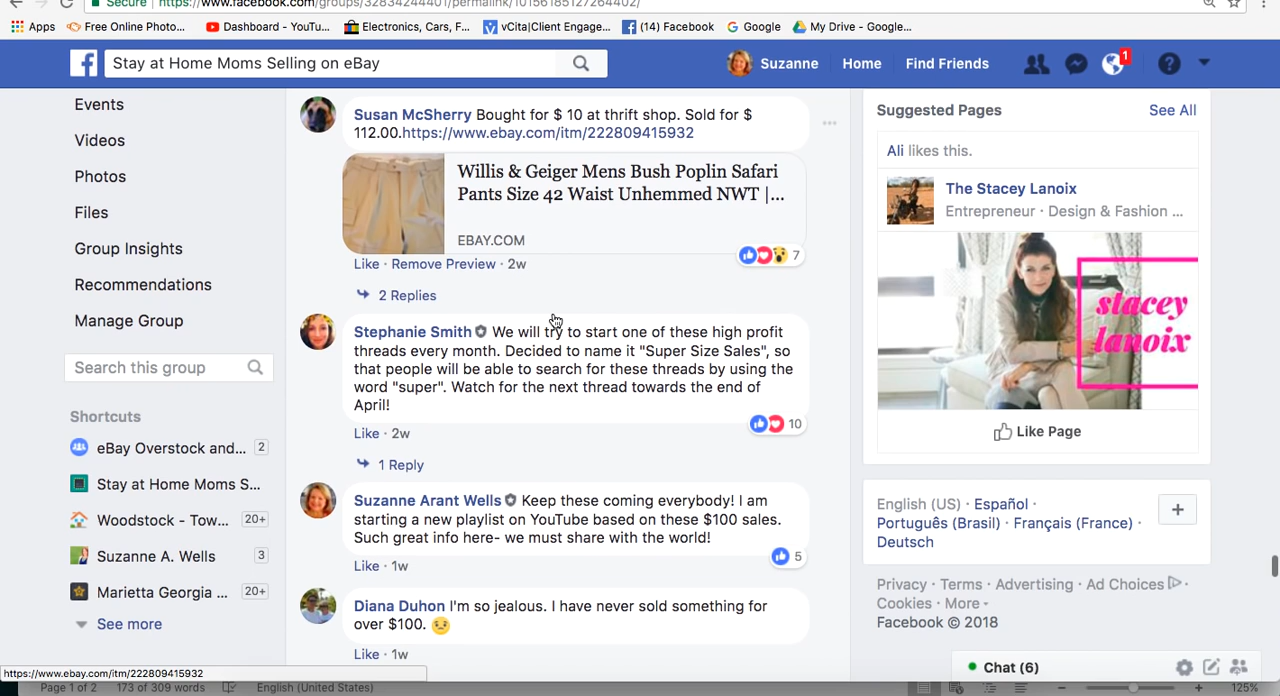 Secure
https://www.facebook.com/groups/32834244401/permalink/10156185127264402/
Apps
Free Online Photo...
Dashboard - YouTu...
Electronics, Cars, F...
vCita|Client Engage...
(14) Facebook
Google
My Drive - Google...
Stay at Home Moms Selling on eBay
Suzanne
Home
Find Friends
1
Events
Videos
Photos
Files
Group Insights
Recommendations
Manage Group
Search this group
Shortcuts
eBay Overstock and... 2
Stay at Home Moms S...
Woodstock - Tow... 20+
Suzanne A. Wells 3
Marietta Georgia ... 20+
See more
Susan McSherry Bought for $ 10 at thrift shop. Sold for $
112.00.https://www.ebay.com/itm/222809415932
Willis & Geiger Mens Bush Poplin Safari
Pants Size 42 Waist Unhemmed NWT |...
EBAY.COM
7
Like · Remove Preview · 2w
2 Replies
Stephanie Smith We will try to start one of these high profit
threads every month. Decided to name it "Super Size Sales", so
that people will be able to search for these threads by using the
word "super". Watch for the next thread towards the end of
April!
10
Like · 2w
1 Reply
Suzanne Arant Wells Keep these coming everybody! I am
starting a new playlist on YouTube based on these $100 sales.
Such great info here- we must share with the world!
5
Like · 1w
Diana Duhon I'm so jealous. I have never sold something for
over $100.
Like · 1w
Suggested Pages
See All
Ali likes this.
The Stacey Lanoix
Entrepreneur · Design & Fashion ...
stacey
lanoix
Like Page
English (US) · Español ·
Português (Brasil) · Français (France) ·
Deutsch
Privacy · Terms · Advertising · Ad Choices ·
Cookies · More
Facebook © 2018
Chat (6)
https://www.ebay.com/itm/222809415932
Page 1 of 2
173 of 309 words
English (United States)
125%